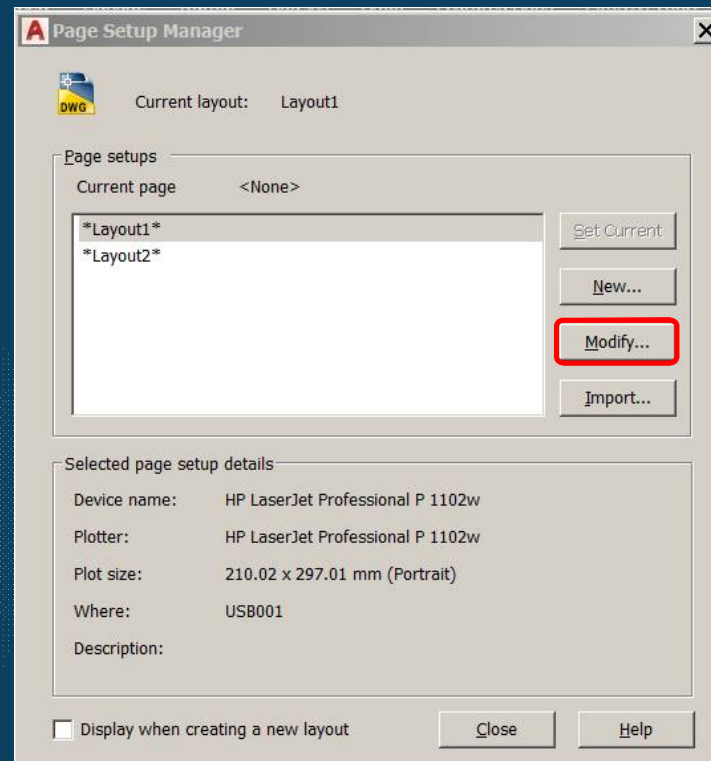 Page Setup Manager
DWG
Current layout: Layout1
Page setups
Current page <None>
*Layout1*
*Layout2*
Set Current
New...
Modify...
Import...
Selected page setup details
Device name: HP LaserJet Professional P 1102w
Plotter: HP LaserJet Professional P 1102w
Plot size: 210.02 x 297.01 mm (Portrait)
Where: USB001
Description:
Display when creating a new layout
Close
Help